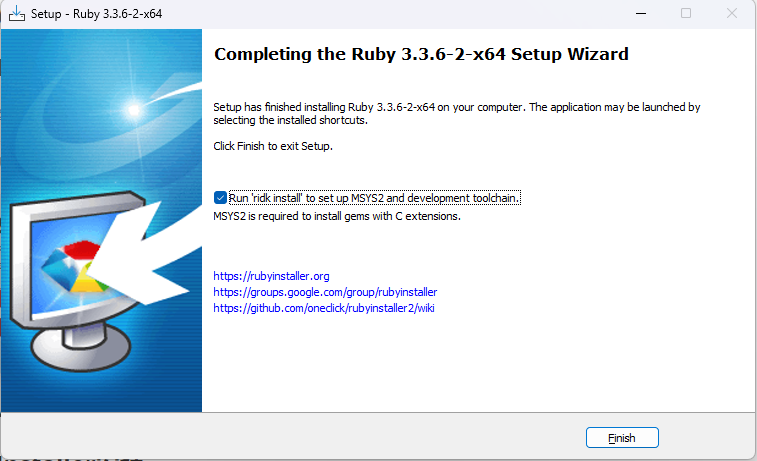 Setup - Ruby 3.3.6-2-x64
Completing the Ruby 3.3.6-2-x64 Setup Wizard
Setup has finished installing Ruby 3.3.6-2-x64 on your computer. The application may be launched by
selecting the installed shortcuts.
Click Finish to exit Setup.
Run 'ridk install' to set up MSYS2 and development toolchain.
MSYS2 is required to install gems with C extensions.
https://rubyinstaller.org
https://groups.google.com/group/rubyinstaller
https://github.com/oneclick/rubyinstaller2/wiki
Finish